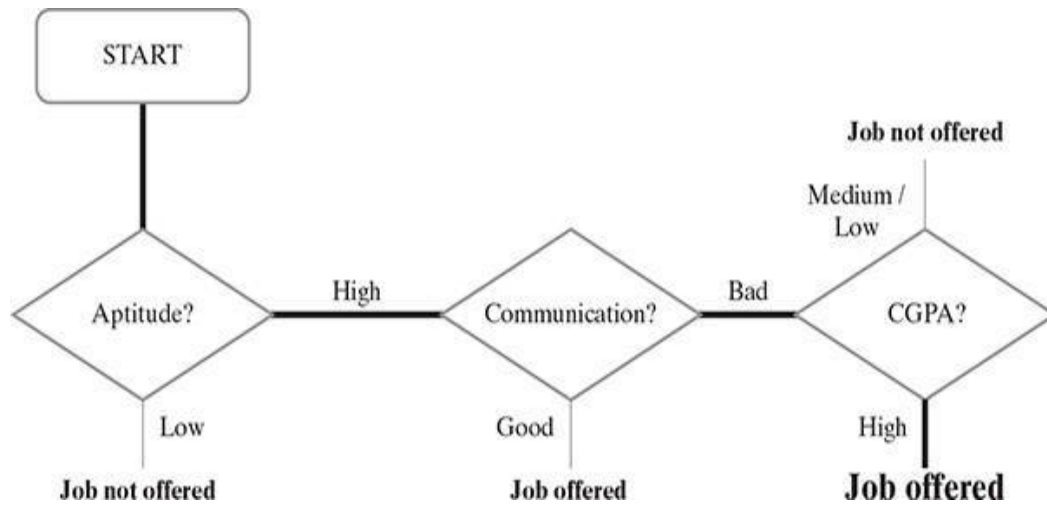 START
Job not offered
Medium /
Low
Aptitude?
High
Communication?
Bad
CGPA?
Low
Good
High
Job not offered
Job offered
Job offered